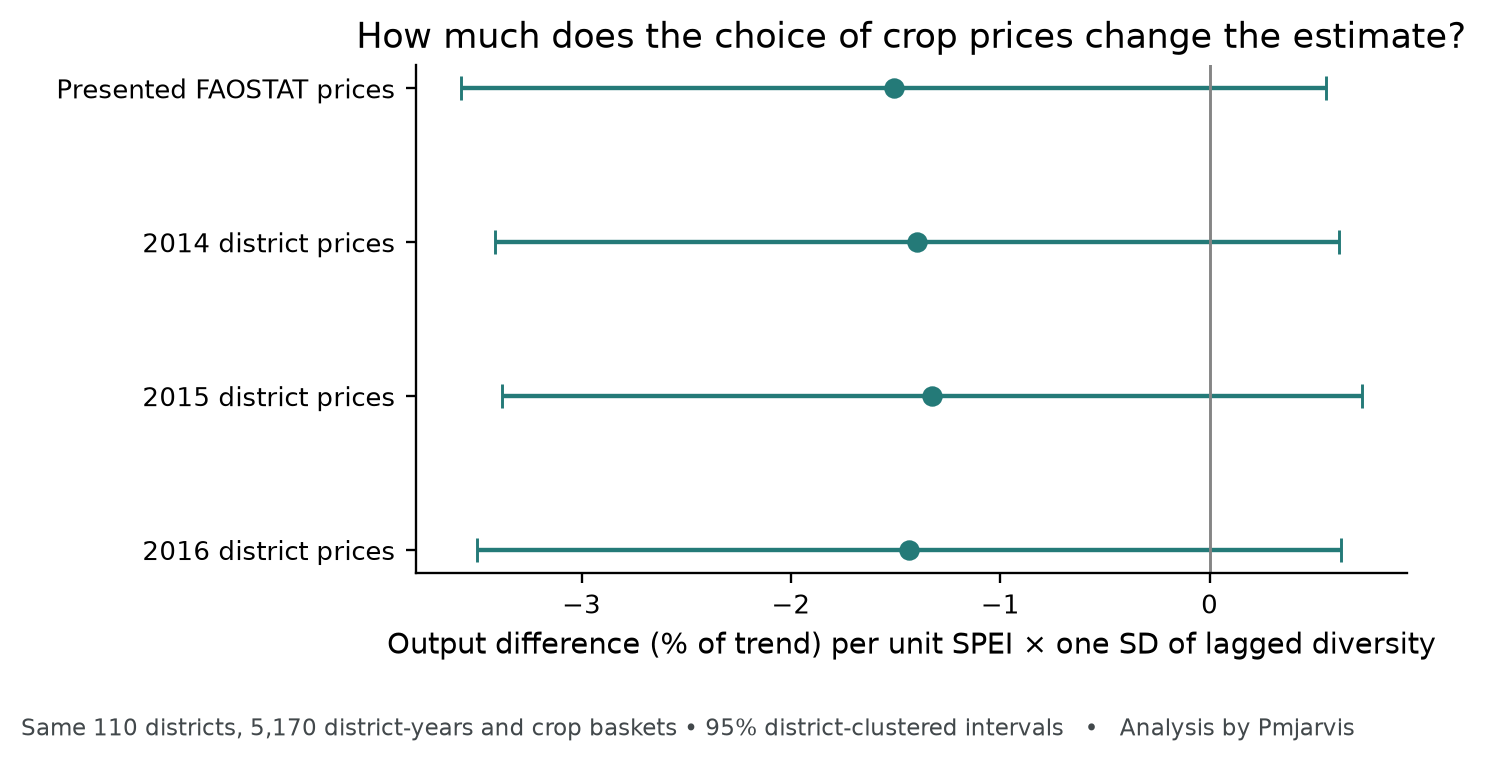 How much does the choice of crop prices change the estimate?
Presented FAOSTAT prices
2014 district prices
2015 district prices
2016 district prices
−3 −2 −1 0
Output difference (% of trend) per unit SPEI × one SD of lagged diversity
Same 110 districts, 5,170 district-years and crop baskets • 95% district-clustered intervals • Analysis by Pmjarvis